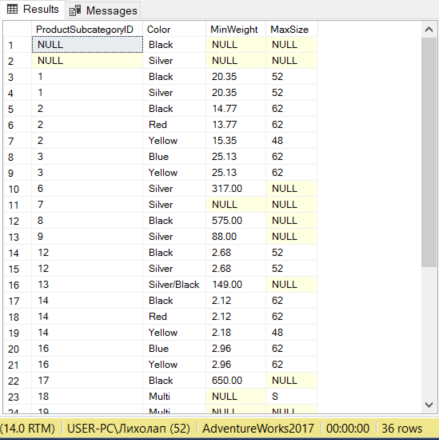 Results Messages
ProductSubcategoryID Color MinWeight MaxSize
1 NULL Black NULL NULL
2 NULL Silver NULL NULL
3 1 Black 20.35 52
4 1 Silver 20.35 52
5 2 Black 14.77 62
6 2 Red 13.77 62
7 2 Yellow 15.35 48
8 3 Blue 25.13 62
9 3 Yellow 25.13 62
10 6 Silver 317.00 NULL
11 7 Silver NULL NULL
12 8 Black 575.00 NULL
13 9 Silver 88.00 NULL
14 12 Black 2.68 52
15 12 Silver 2.68 52
16 13 Silver/Black 149.00 NULL
17 14 Black 2.12 62
18 14 Red 2.12 62
19 14 Yellow 2.18 48
20 16 Blue 2.96 62
21 16 Yellow 2.96 62
22 17 Black 650.00 NULL
23 18 Multi NULL S
24 19 Multi NULL NULL
(14.0 RTM) USER-PC\Лихолап (52) AdventureWorks2017 00:00:00 36 rows